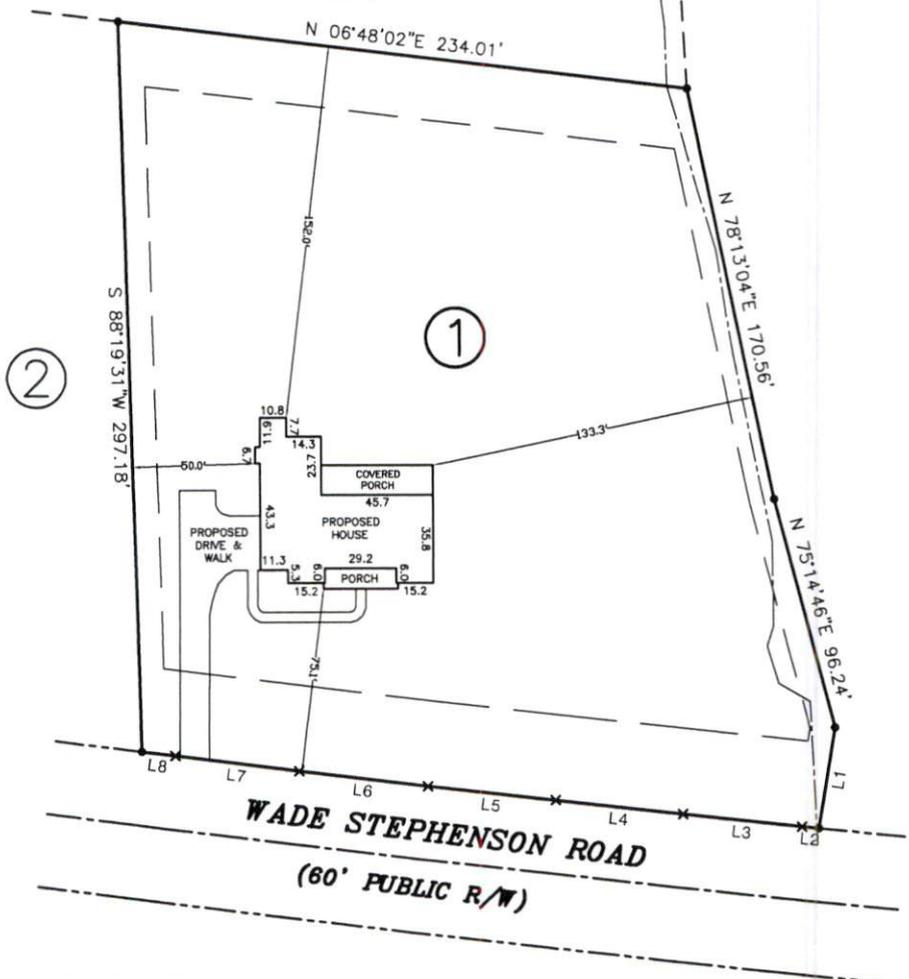 N 06°48'02"E 234.01'
N 78°13'04"E 170.56'
152.0'
1
S 88°19'31"W 297.18'
2
10.8
11.9
7.7
14.3
6.7
50.0'
133.3'
23.7
COVERED
PORCH
45.7
43.3
PROPOSED
HOUSE
35.8
PROPOSED
DRIVE &
WALK
11.3
29.2
5.3
6.0
PORCH
6.0
15.2
15.2
N 75°14'46"E 96.24'
75.1'
L1
L8
L7
L6
L5
L4
L3
L2
WADE STEPHENSON ROAD
(60' PUBLIC R/W)